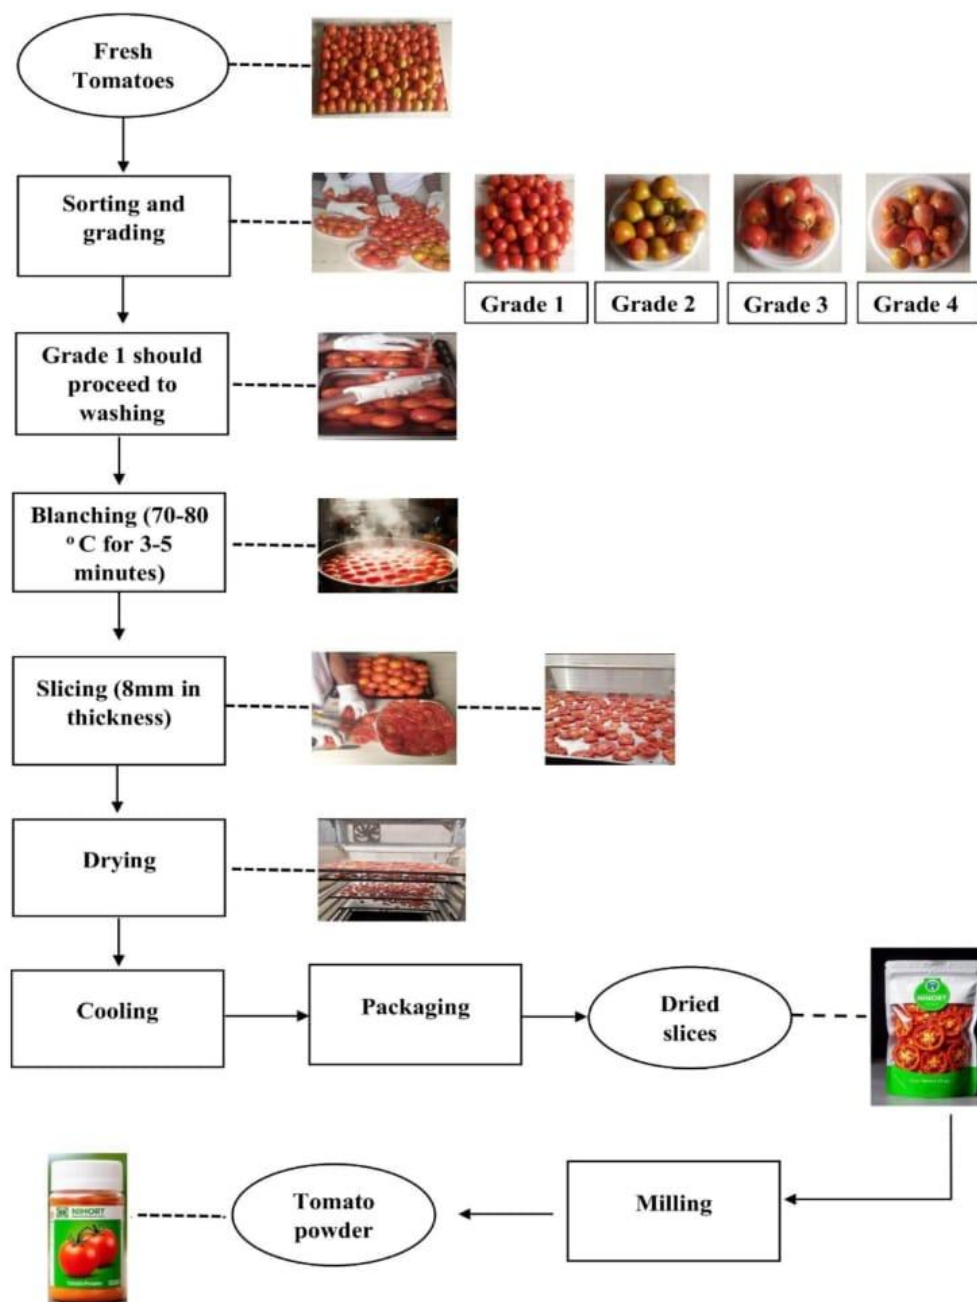 Fresh
Tomatoes
Sorting and
grading
Grade 1
Grade 2
Grade 3
Grade 4
Grade 1 should
proceed to
washing
Blanching (70-80
° C for 3-5
minutes)
Slicing (8mm in
thickness)
Drying
Cooling
Packaging
Dried
slices
NIHORT
Milling
Tomato
powder
NIHORT
Tomato Powder